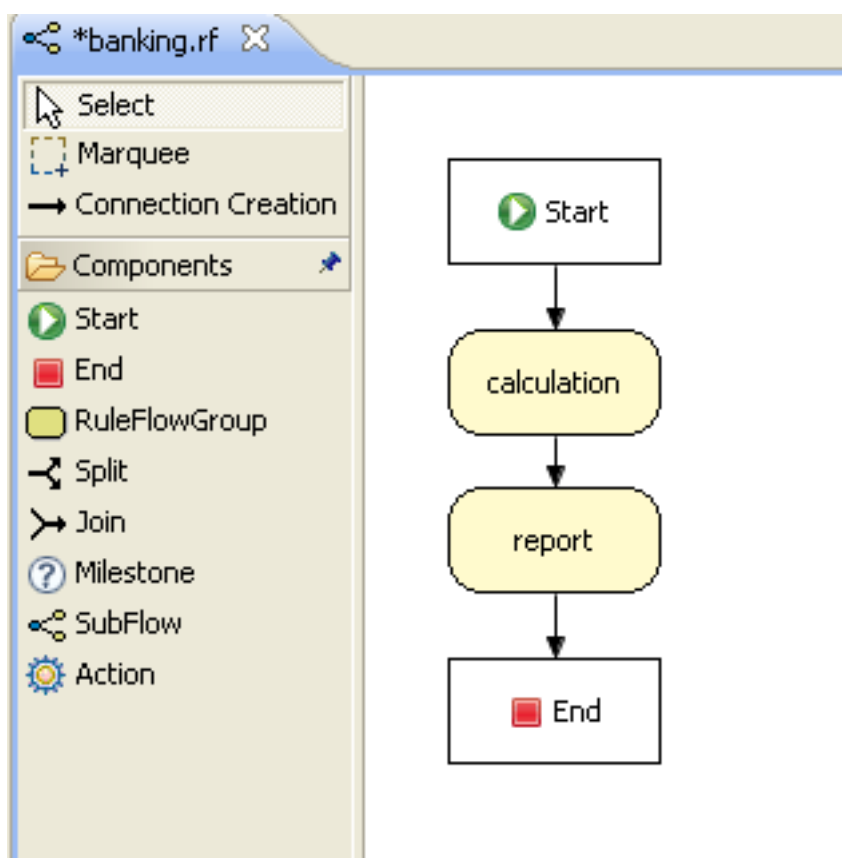 *banking.rf
Select
Marquee
Connection Creation
Components
Start
End
RuleFlowGroup
Split
Join
Milestone
SubFlow
Action
Start
calculation
report
End